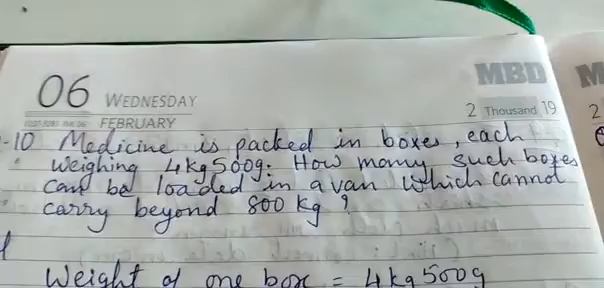 MBD
06 WEDNESDAY
FEBRUARY
2 Thousand 19
-10 Medicine is packed in boxes, each
weighing 4kg500g. How many such boxes
can be loaded in a van which cannot
carry beyond 800 kg ?
Weight of one box = 4kg500g
M
2